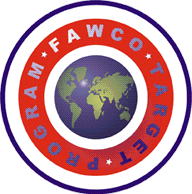 PROGRAM * FAWCO * TARGET *